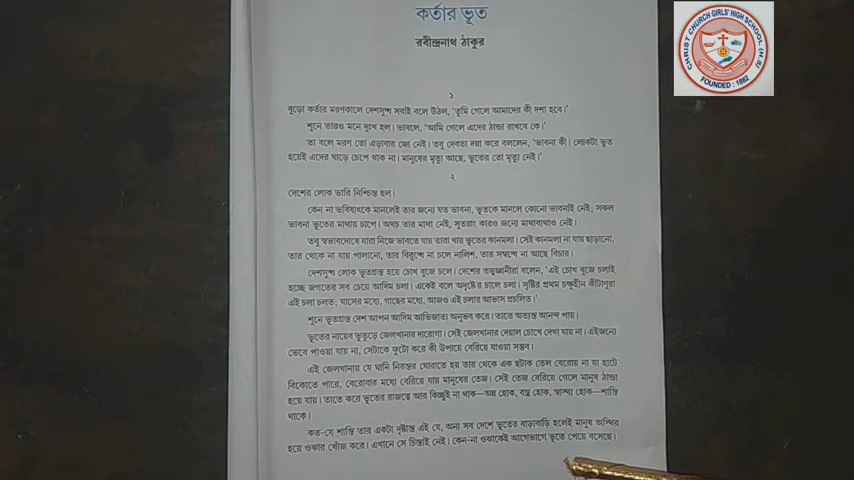 কর্তার ভূত
রবীন্দ্রনাথ ঠাকুর
CHRIST CHURCH GIRLS' HIGH SCHOOL (H.S)
FOUNDED : 1882
১
বুড়ো কর্তার মরণকালে দেশসুদ্ধ সবাই বলে উঠল, 'তুমি গেলে আমাদের কী দশা হবে।'
শুনে তারও মনে দুঃখ হল। ভাবলে, 'আমি গেলে এদের ঠান্ডা রাখবে কে।'
তা বলে মরণ তো এড়াবার জো নেই। তবু দেবতা দয়া করে বললেন, 'ভাবনা কী। লোকটা ভূত
হয়েই এদের ঘাড়ে চেপে থাক না। মানুষের মৃত্যু আছে, ভূতের তো মৃত্যু নেই।'
২
দেশের লোক ভারি নিশ্চিন্ত হল।
কেন না ভবিষ্যৎকে মানলেই তার জন্যে যত ভাবনা, ভূতকে মানলে কোনো ভাবনাই নেই; সকল
ভাবনা ভূতের মাথায় চাপে। অথচ তার মাথা নেই, সুতরাং কারও জন্যে মাথাব্যথাও নেই।
তবু স্বভাবদোষে যারা নিজে ভাবতে যায় তারা খায় ভূতের কানমলা। সেই কানমলা না যায় ছাড়ানো,
তার থেকে না যায় পালানো, তার বিরুদ্ধে না চলে নালিশ, তার সম্বন্ধে না আছে বিচার।
দেশসুদ্ধ লোক ভূতগ্রস্ত হয়ে চোখ বুজে চলে। দেশের তত্ত্বজ্ঞানীরা বলেন, 'এই চোখ বুজে চলাই
হচ্ছে জগতের সব চেয়ে আদিম চলা। একেই বলে অদৃষ্টের চালে চলা। সৃষ্টির প্রথম চক্ষুহীন কীটাণুরা
এই চলা চলত; ঘাসের মধ্যে, গাছের মধ্যে, আজও এই চলার আভাস প্রচলিত।'
শুনে ভূতগ্রস্ত দেশ আপন আদিম আভিজাত্য অনুভব করে। তাতে অত্যন্ত আনন্দ পায়।
ভূতের নায়েব ভুতুড়ে জেলখানার দারোগা। সেই জেলখানার দেয়াল চোখে দেখা যায় না। এইজন্যে
ভেবে পাওয়া যায় না, সেটাকে ফুটো করে কী উপায়ে বেরিয়ে যাওয়া সম্ভব।
এই জেলখানায় যে ঘানি নিরন্তর ঘোরাতে হয় তার থেকে এক ছটাক তেল বেরোয় না যা হাটে
বিকোতে পারে, বেরোবার মধ্যে বেরিয়ে যায় মানুষের তেজ। সেই তেজ বেরিয়ে গেলে মানুষ ঠান্ডা
হয়ে যায়। তাতে করে ভূতের রাজত্বে আর কিচ্ছুই না থাক—অন্ন হোক, বস্ত্র হোক, স্বাস্থ্য হোক—শান্তি
থাকে।
কত-যে শান্তি তার একটা দৃষ্টান্ত এই যে, অন্য সব দেশে ভূতের বাড়াবাড়ি হলেই মানুষ অস্থির
হয়ে ওঝার খোঁজ করে। এখানে সে চিন্তাই নেই। কেন-না ওঝাকেই আগেভাগে ভূতে পেয়ে বসেছে।